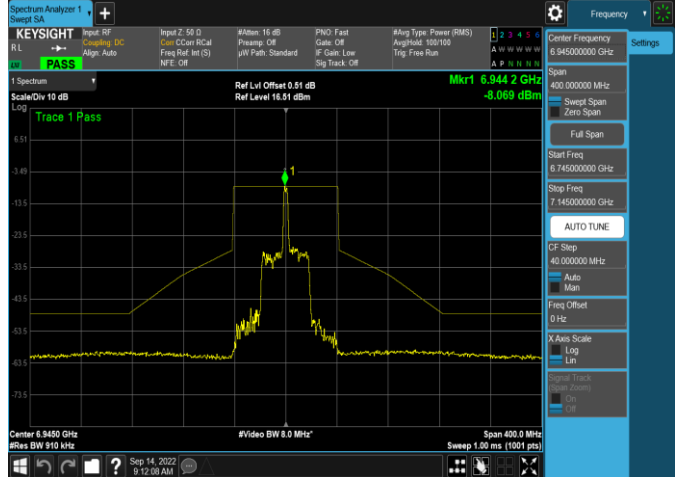 Spectrum Analyzer 1
Swept SA
+
Frequency
KEYSIGHT
Input: RF
Input Z: 50 Ω
#Atten: 16 dB
PNO: Fast
#Avg Type: Power (RMS)
1 2 3 4 5 6
RL
Coupling: DC
Corr CCorr RCal
Preamp: Off
Gate: Off
Avg|Hold: 100/100
A W W W W W
Align: Auto
Freq Ref: Int (S)
µW Path: Standard
IF Gain: Low
Trig: Free Run
LV
PASS
NFE: Off
Sig Track: Off
A P N N N N
1 Spectrum
Ref Lvl Offset 0.51 dB
Mkr1 6.944 2 GHz
Scale/Div 10 dB
Ref Level 16.51 dBm
-8.069 dBm
Log
Trace 1 Pass
1
6.51
-3.49
-13.5
-23.5
-33.5
-43.5
-53.5
-63.5
-73.5
Center 6.9450 GHz
#Video BW 8.0 MHz*
Span 400.0 MHz
#Res BW 910 kHz
Sweep 1.00 ms (1001 pts)
Sep 14, 2022
9:12:08 AM
?
Settings
Center Frequency
6.945000000 GHz
Span
400.000000 MHz
Swept Span
Zero Span
Full Span
Start Freq
6.745000000 GHz
Stop Freq
7.145000000 GHz
AUTO TUNE
CF Step
40.000000 MHz
Auto
Man
Freq Offset
0 Hz
X Axis Scale
Log
Lin
Signal Track
(Span Zoom)
On
Off